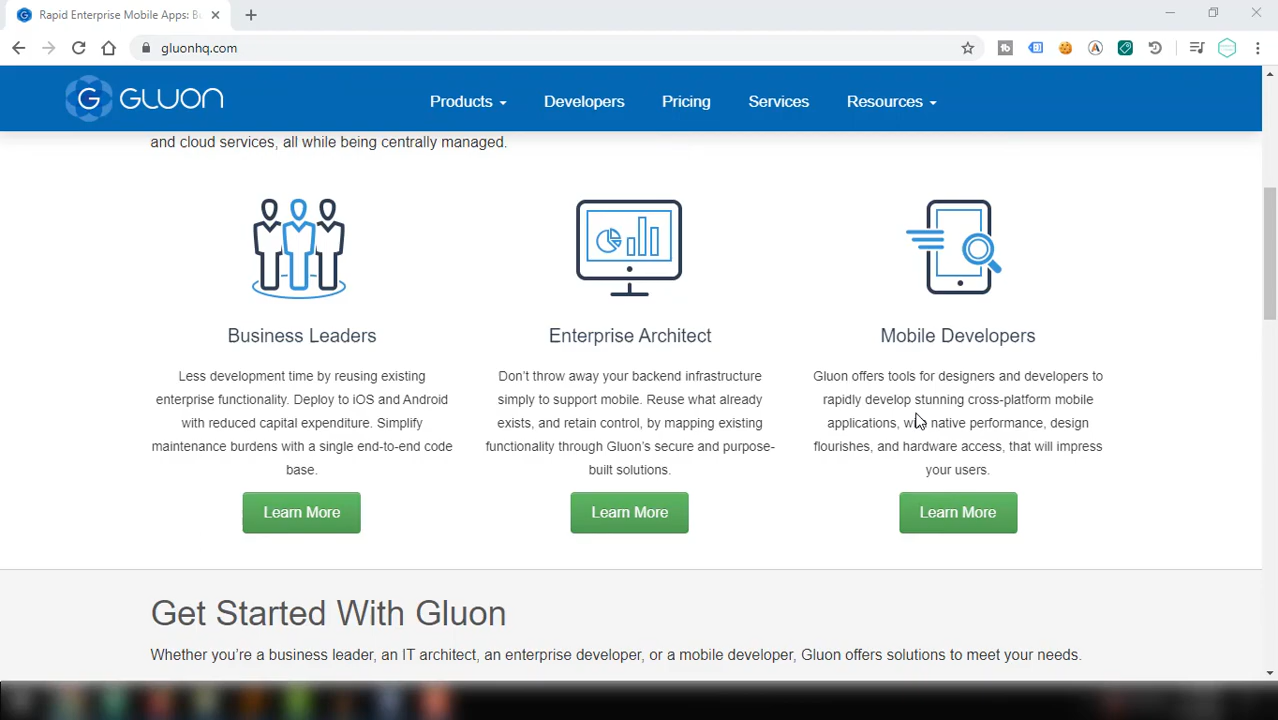 Rapid Enterprise Mobile Apps: Bu
gluonhq.com
G GLUON
Products
Developers
Pricing
Services
Resources
and cloud services, all while being centrally managed.
Business Leaders
Less development time by reusing existing
enterprise functionality. Deploy to iOS and Android
with reduced capital expenditure. Simplify
maintenance burdens with a single end-to-end code
base.
Learn More
Enterprise Architect
Don't throw away your backend infrastructure
simply to support mobile. Reuse what already
exists, and retain control, by mapping existing
functionality through Gluon's secure and purpose-
built solutions.
Learn More
Mobile Developers
Gluon offers tools for designers and developers to
rapidly develop stunning cross-platform mobile
applications, with native performance, design
flourishes, and hardware access, that will impress
your users.
Learn More
Get Started With Gluon
Whether you're a business leader, an IT architect, an enterprise developer, or a mobile developer, Gluon offers solutions to meet your needs.